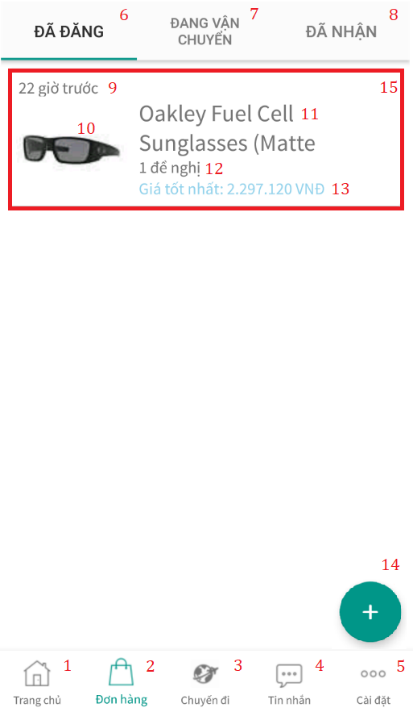 6 7 8
ĐÃ ĐĂNG ĐANG VẬN CHUYỂN ĐÃ NHẬN
22 giờ trước 9 15
10
Oakley Fuel Cell 11
Sunglasses (Matte
1 đề nghị 12
Giá tốt nhất: 2.297.120 VNĐ 13
14
+
1 2 3 4 5
Trang chủ Đơn hàng Chuyến đi Tin nhắn Cài đặt